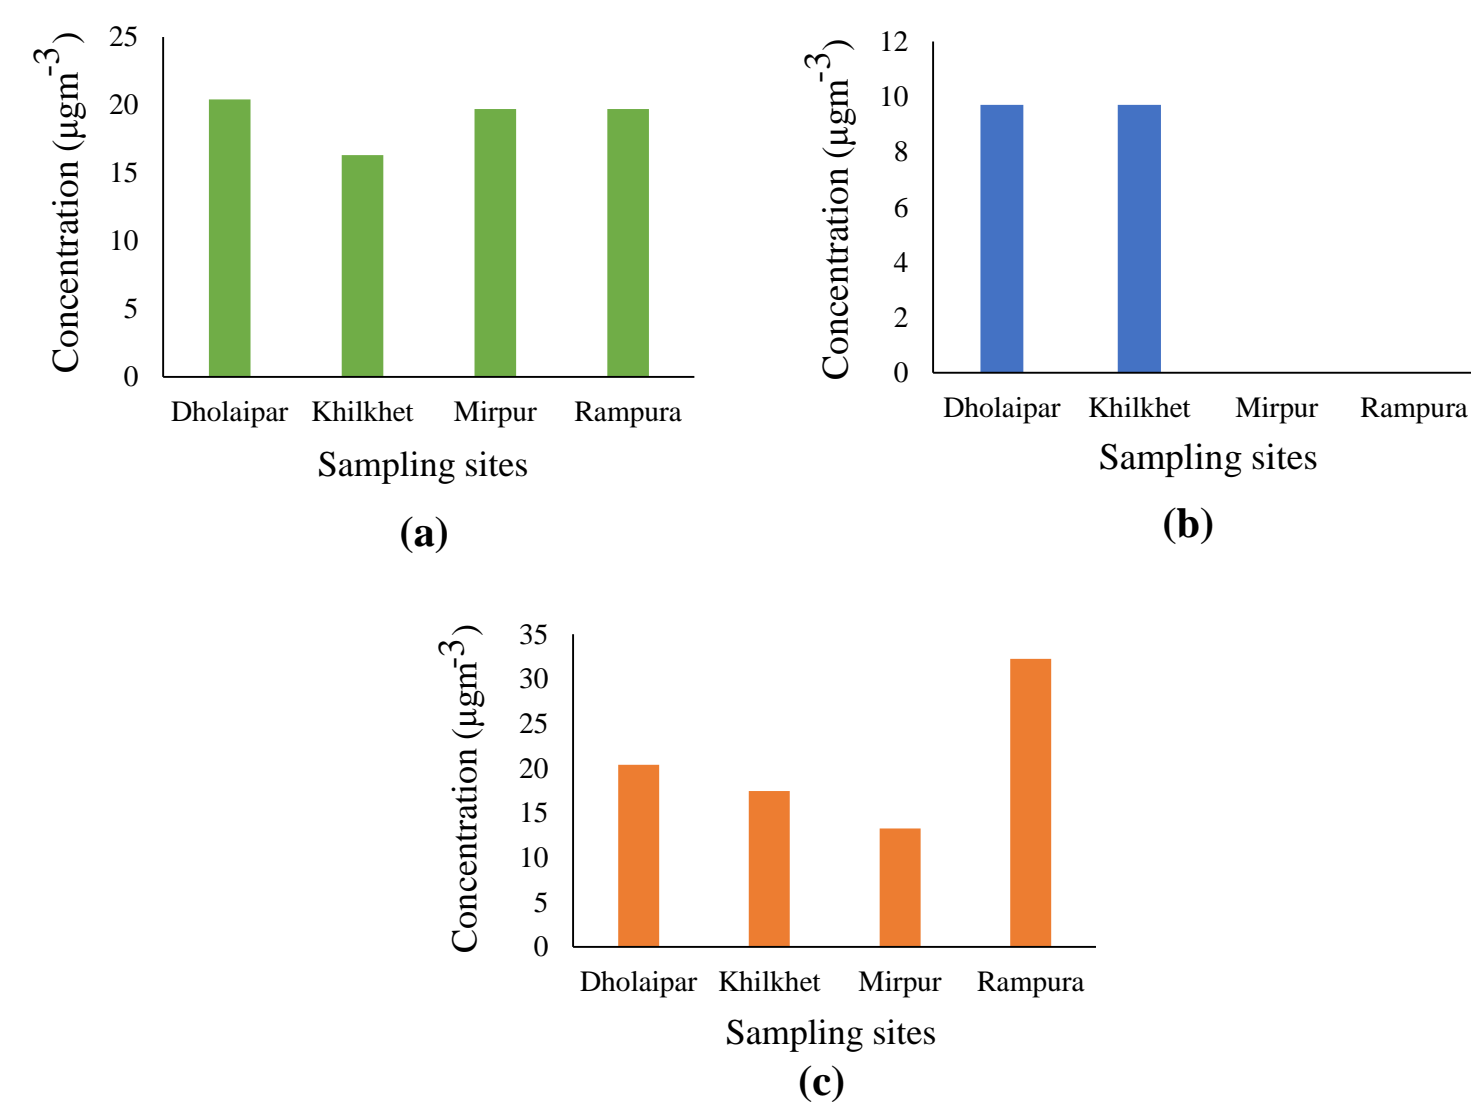 Concentration (µgm-3)
25
20
15
10
5
0
Dholaipar Khilkhet Mirpur Rampura
Sampling sites
(a)
Concentration (µgm-3)
12
10
8
6
4
2
0
Dholaipar Khilkhet Mirpur Rampura
Sampling sites
(b)
Concentration (µgm-3)
35
30
25
20
15
10
5
0
Dholaipar Khilkhet Mirpur Rampura
Sampling sites
(c)